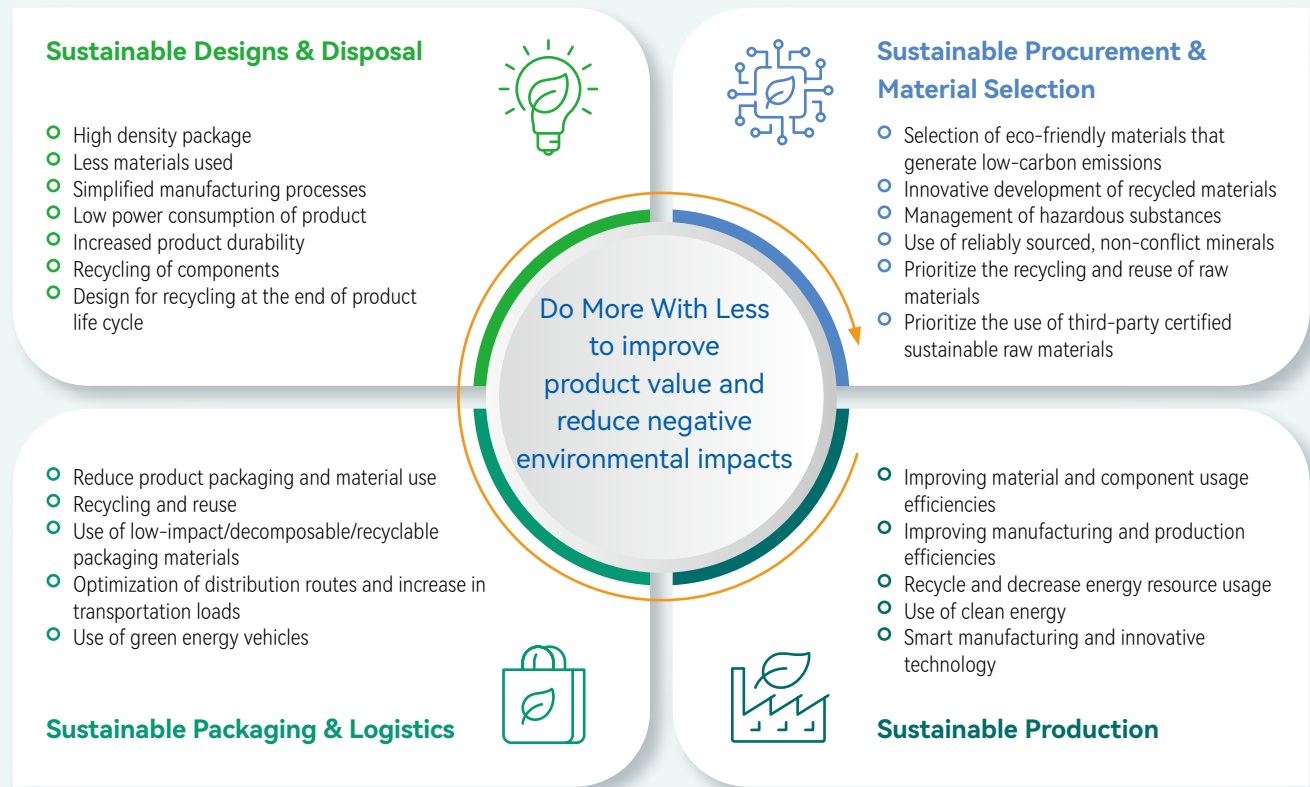 Sustainable Designs & Disposal
High density package
Less materials used
Simplified manufacturing processes
Low power consumption of product
Increased product durability
Recycling of components
Design for recycling at the end of product
life cycle
Sustainable Procurement &
Material Selection
Selection of eco-friendly materials that
generate low-carbon emissions
Innovative development of recycled materials
Management of hazardous substances
Use of reliably sourced, non-conflict minerals
Prioritize the recycling and reuse of raw
materials
Prioritize the use of third-party certified
sustainable raw materials
Do More With Less
to improve
product value and
reduce negative
environmental impacts
Reduce product packaging and material use
Recycling and reuse
Use of low-impact/decomposable/recyclable
packaging materials
Optimization of distribution routes and increase in
transportation loads
Use of green energy vehicles
Sustainable Packaging & Logistics
Improving material and component usage
efficiencies
Improving manufacturing and production
efficiencies
Recycle and decrease energy resource usage
Use of clean energy
Smart manufacturing and innovative
technology
Sustainable Production